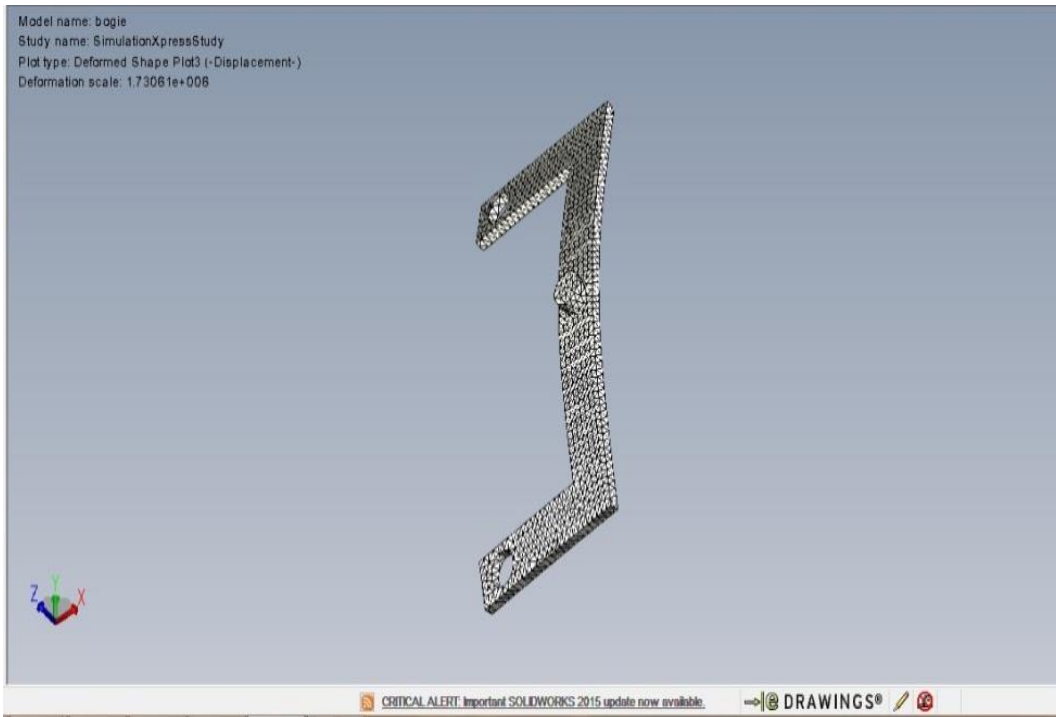 Model name: bogie
Study name: SimulationXpressStudy
Plot type: Deformed Shape Plot3 (-Displacement-)
Deformation scale: 1.73061e+006
Y
Z
X
CRITICAL ALERT: Important SOLIDWORKS 2015 update now available.
e DRAWINGS®